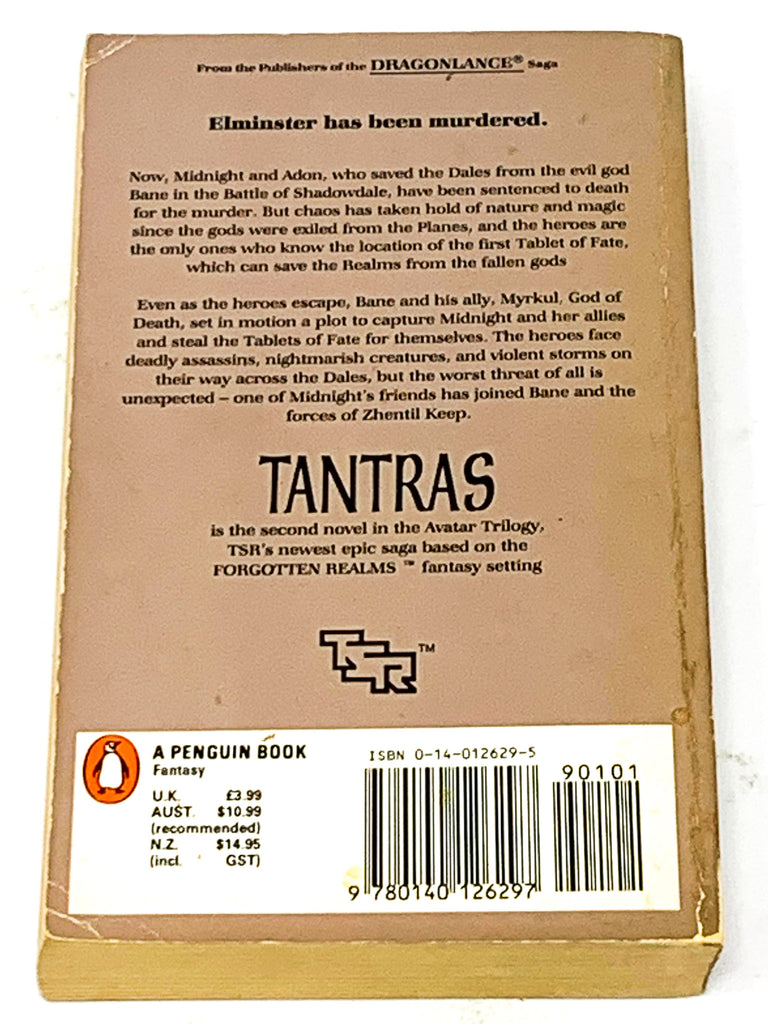 From the Publishers of the DRAGONLANCE® Saga
Elminster has been murdered.
Now, Midnight and Adon, who saved the Dales from the evil god
Bane in the Battle of Shadowdale, have been sentenced to death
for the murder. But chaos has taken hold of nature and magic
since the gods were exiled from the Planes, and the heroes are
the only ones who know the location of the first Tablet of Fate,
which can save the Realms from the fallen gods
Even as the heroes escape, Bane and his ally, Myrkul, God of
Death, set in motion a plot to capture Midnight and her allies
and steal the Tablets of Fate for themselves. The heroes face
deadly assassins, nightmarish creatures, and violent storms on
their way across the Dales, but the worst threat of all is
unexpected – one of Midnight's friends has joined Bane and the
forces of Zhentil Keep.
TANTRAS
is the second novel in the Avatar Trilogy,
TSR's newest epic saga based on the
FORGOTTEN REALMS ™ fantasy setting
TSR™
A PENGUIN BOOK
Fantasy
U.K. £3.99
AUST. $10.99
(recommended)
N.Z. $14.95
(incl. GST)
ISBN 0-14-012629-5
90101
9 780140 126297